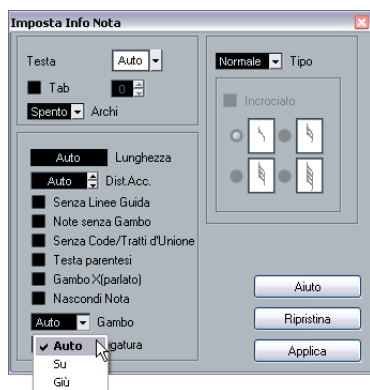 Imposta Info Nota
Testa Auto
Tab 0
Spento Archi
Auto Lunghezza
Auto Dist.Acc.
Senza Linee Guida
Note senza Gambo
Senza Code/Tratti d'Unione
Testa parentesi
Gambo X(parlato)
Nascondi Nota
Auto Gambo
Auto gatura
Su
Giù
Normale Tipo
Incrociato
Aiuto
Ripristina
Applica